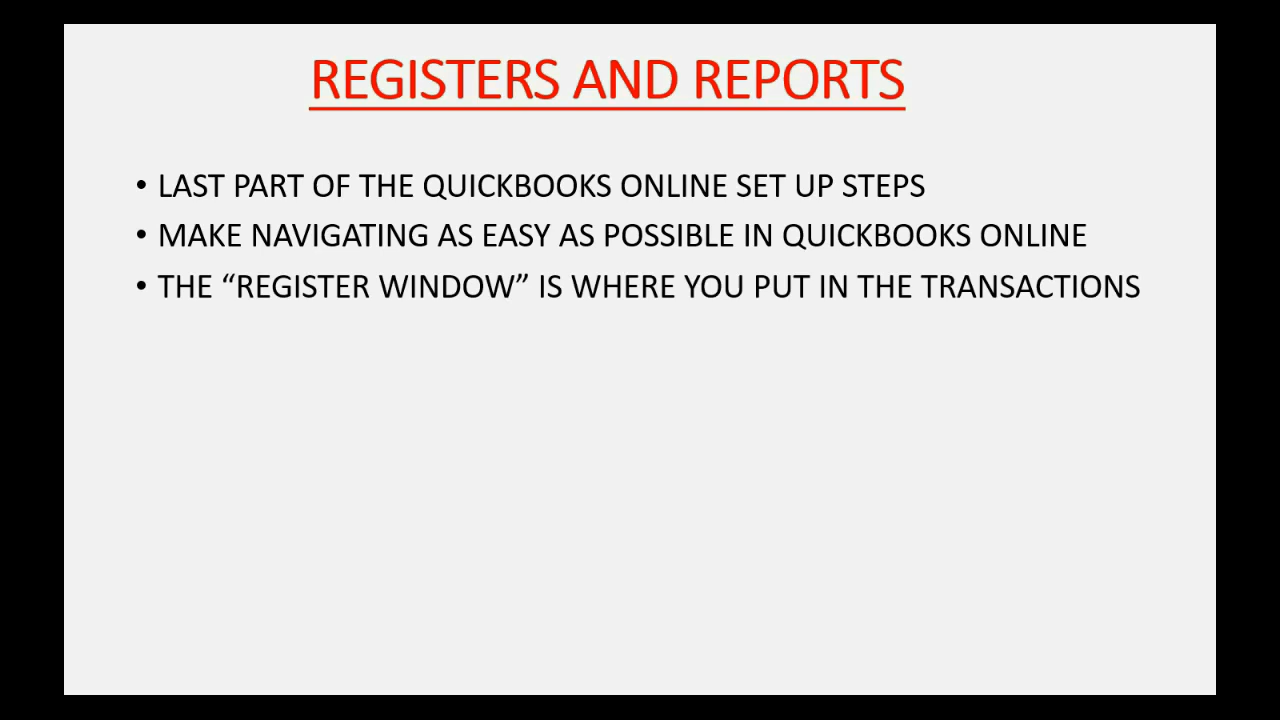 REGISTERS AND REPORTS
• LAST PART OF THE QUICKBOOKS ONLINE SET UP STEPS
• MAKE NAVIGATING AS EASY AS POSSIBLE IN QUICKBOOKS ONLINE
• THE “REGISTER WINDOW” IS WHERE YOU PUT IN THE TRANSACTIONS